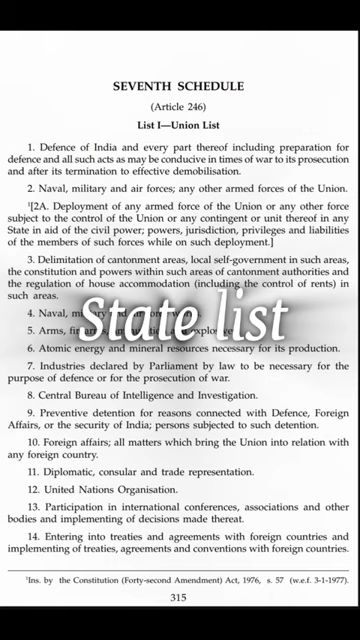 SEVENTH SCHEDULE
(Article 246)
List I—Union List
1. Defence of India and every part thereof including preparation for
defence and all such acts as may be conducive in times of war to its prosecution
and after its termination to effective demobilisation.
2. Naval, military and air forces; any other armed forces of the Union.
¹[2A. Deployment of any armed force of the Union or any other force
subject to the control of the Union or any contingent or unit thereof in any
State in aid of the civil power; powers, jurisdiction, privileges and liabilities
of the members of such forces while on such deployment.]
3. Delimitation of cantonment areas, local self-government in such areas,
the constitution and powers within such areas of cantonment authorities and
the regulation of house accommodation (including the control of rents) in
such areas.
State list
4. Naval,
5. Arms,
6. Atomic energy and mineral resources necessary for its production.
7. Industries declared by Parliament by law to be necessary for the
purpose of defence or for the prosecution of war.
8. Central Bureau of Intelligence and Investigation.
9. Preventive detention for reasons connected with Defence, Foreign
Affairs, or the security of India; persons subjected to such detention.
10. Foreign affairs; all matters which bring the Union into relation with
any foreign country.
11. Diplomatic, consular and trade representation.
12. United Nations Organisation.
13. Participation in international conferences, associations and other
bodies and implementing of decisions made thereat.
14. Entering into treaties and agreements with foreign countries and
implementing of treaties, agreements and conventions with foreign countries.
¹Ins. by the Constitution (Forty-second Amendment) Act, 1976, s. 57 (w.e.f. 3-1-1977).
315